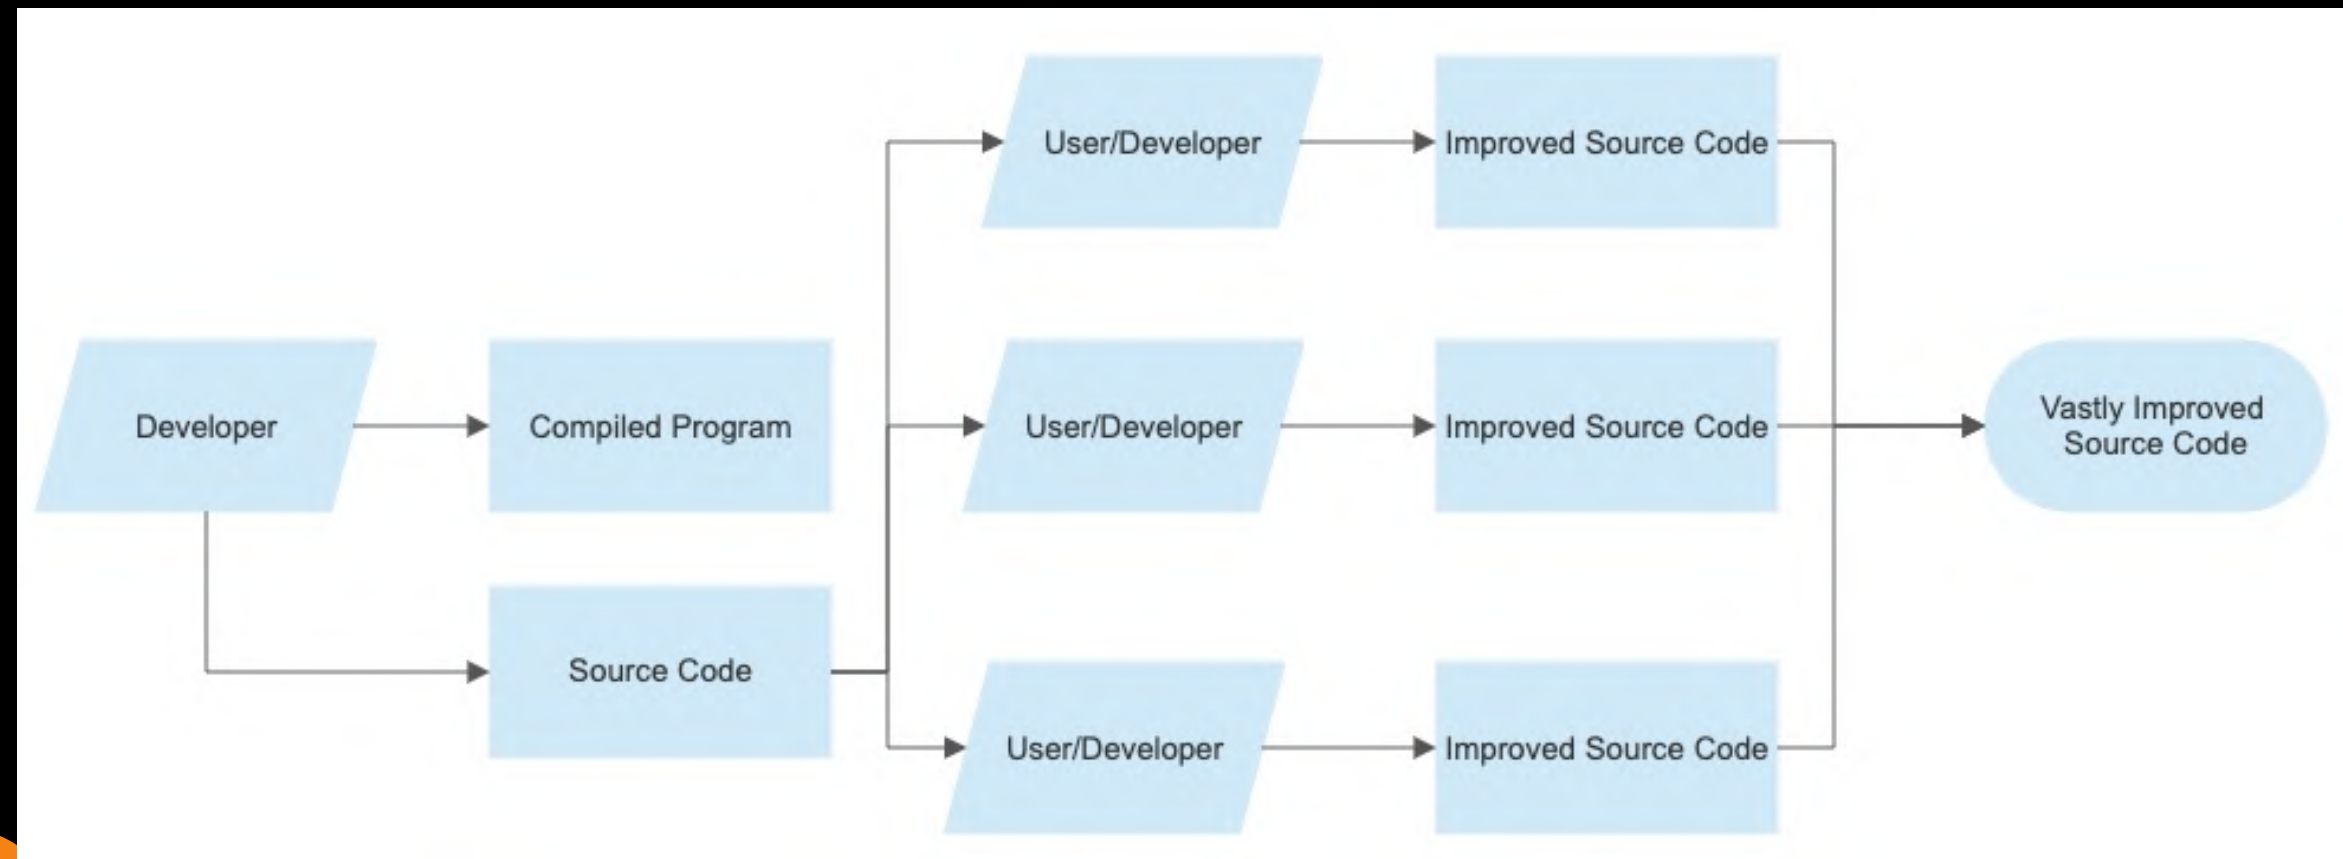 User/Developer
Improved Source Code
Developer
Compiled Program
User/Developer
Improved Source Code
Vastly Improved
Source Code
Source Code
User/Developer
Improved Source Code